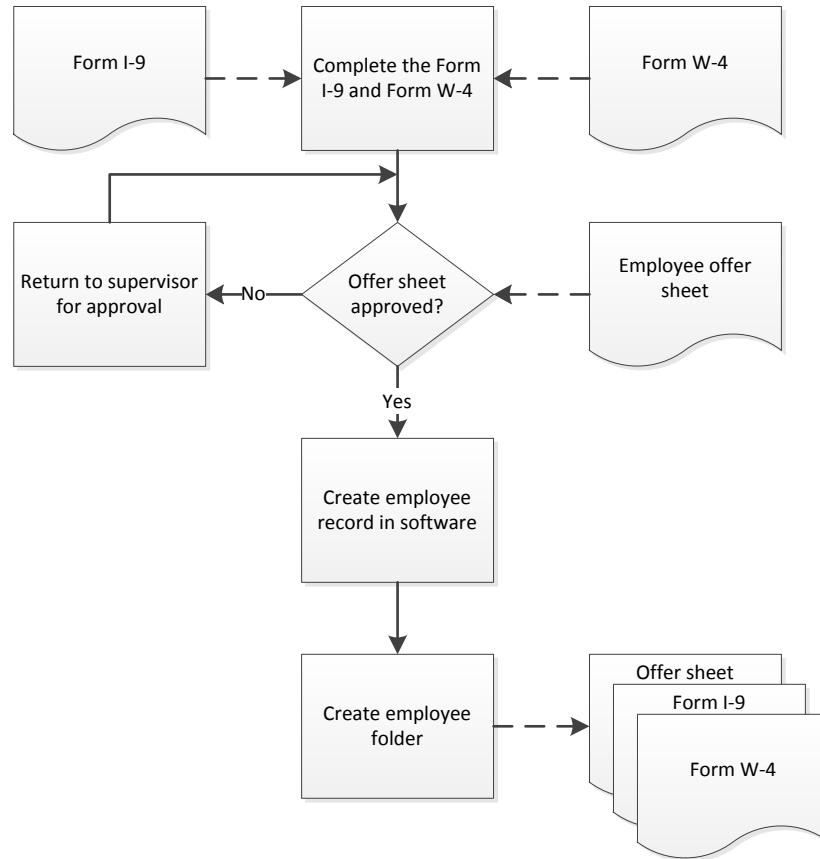 Form I-9
Complete the Form
I-9 and Form W-4
Form W-4
Return to supervisor
for approval
No
Offer sheet
approved?
Employee offer
sheet
Yes
Create employee
record in software
Create employee
folder
Offer sheet
Form I-9
Form W-4